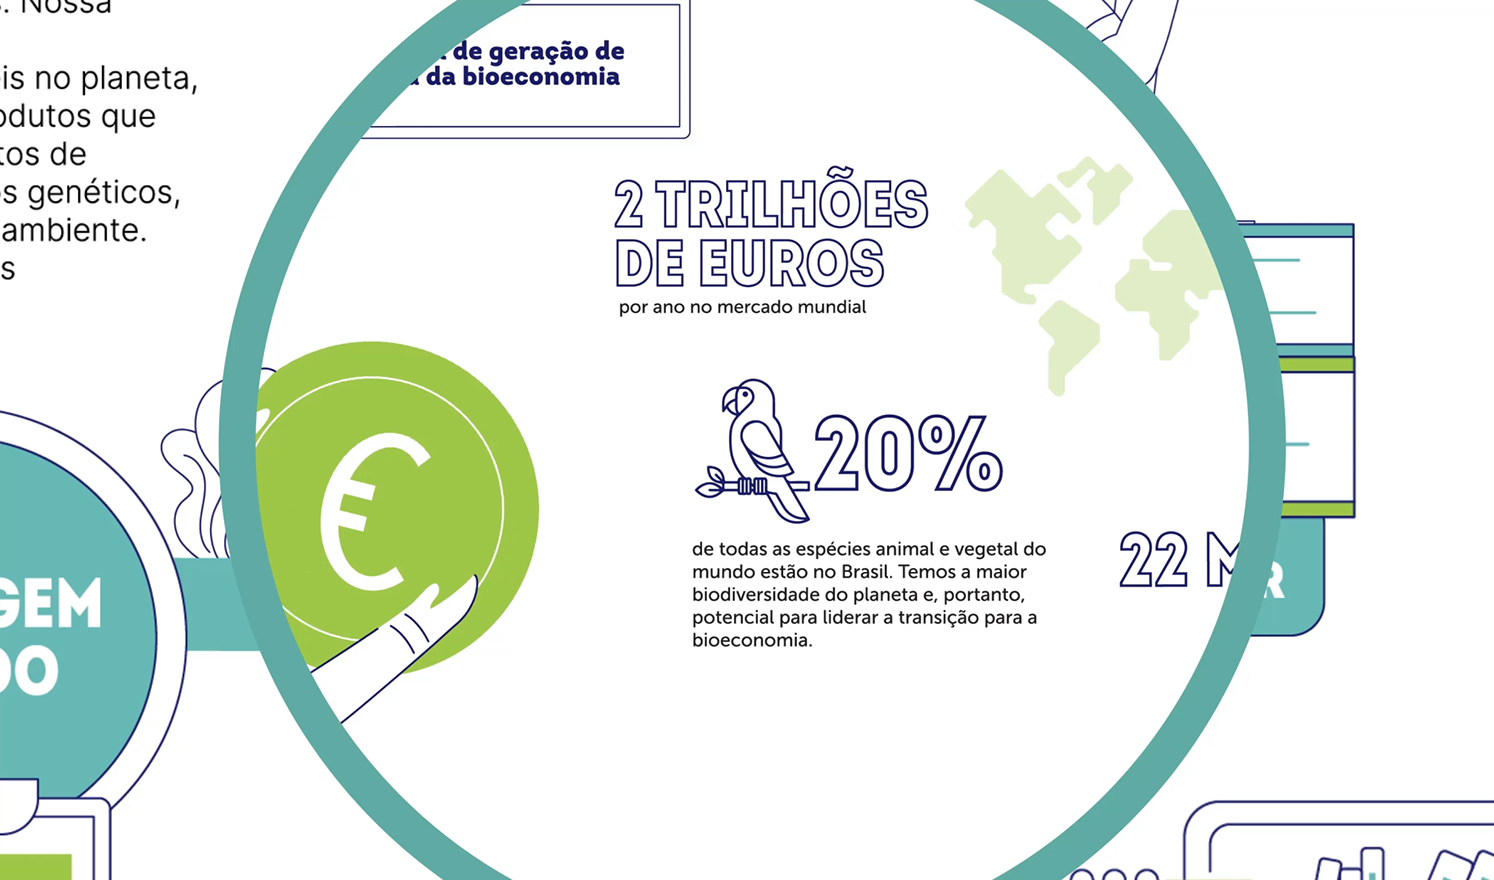 Nossa
is no planeta,
odutos que
tos de
os genéticos,
ambiente.
s
de geração de
da bioeconomia
2 TRILHÕES
DE EUROS
por ano no mercado mundial
€
20%
de todas as espécies animal e vegetal do
mundo estão no Brasil. Temos a maior
biodiversidade do planeta e, portanto,
potencial para liderar a transição para a
bioeconomia.
22 M
R
GEM
DO